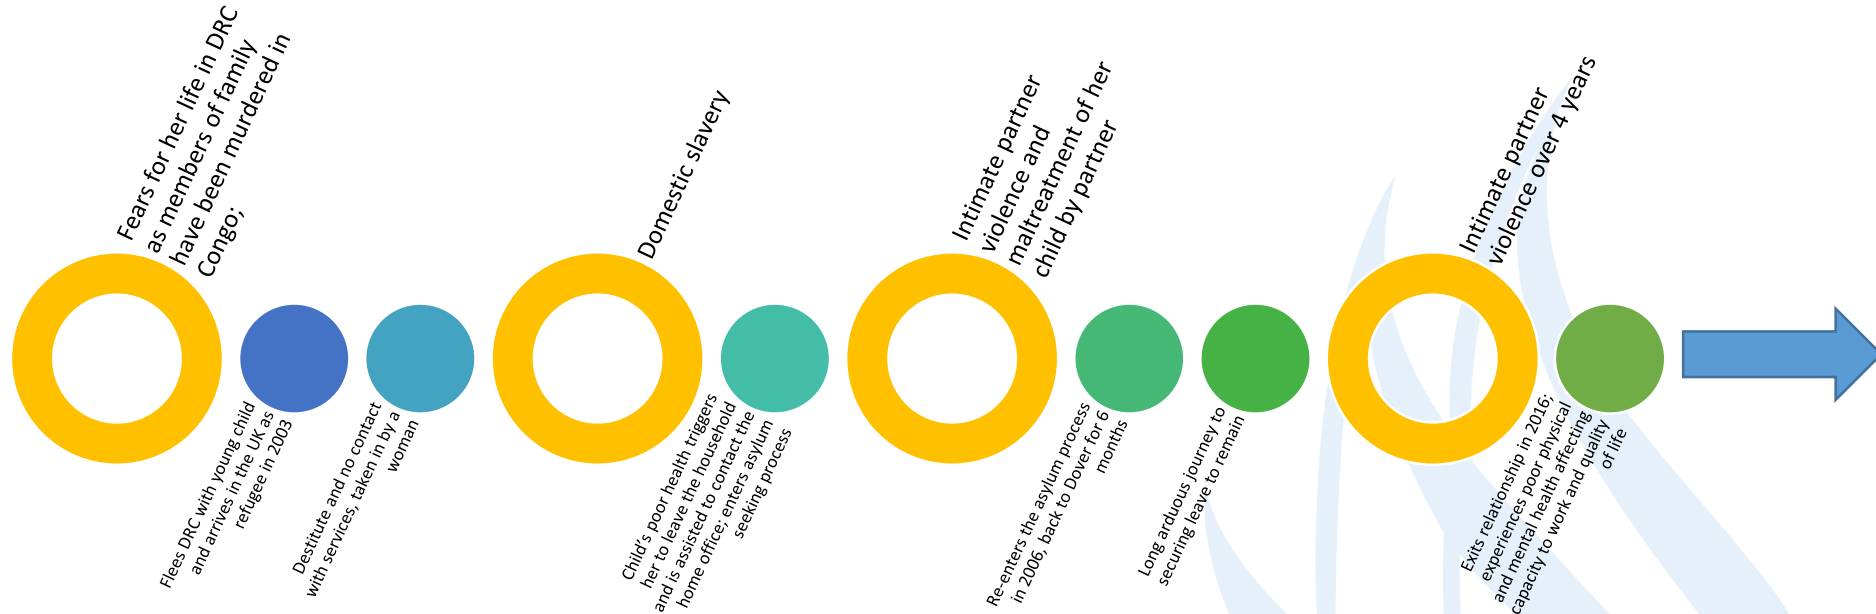 Fears for her life in DRC
as members of family
have been murdered in
Congo;
Flees DRC with young child
and arrives in the UK as
refugee in 2003
Destitute and no contact
with services, taken in by a
woman
Domestic slavery
Child's poor health triggers
her to leave the household
and is assisted to contact the
home office; enters asylum
seeking process
Intimate partner
violence and
maltreatment of her
child by partner
Re-enters the asylum process
in 2006, back to Dover for 6
months
Long arduous journey to
securing leave to remain
Intimate partner
violence over 4 years
Exits relationship in 2016;
experiences poor physical
and mental health affecting
capacity to work and quality
of life